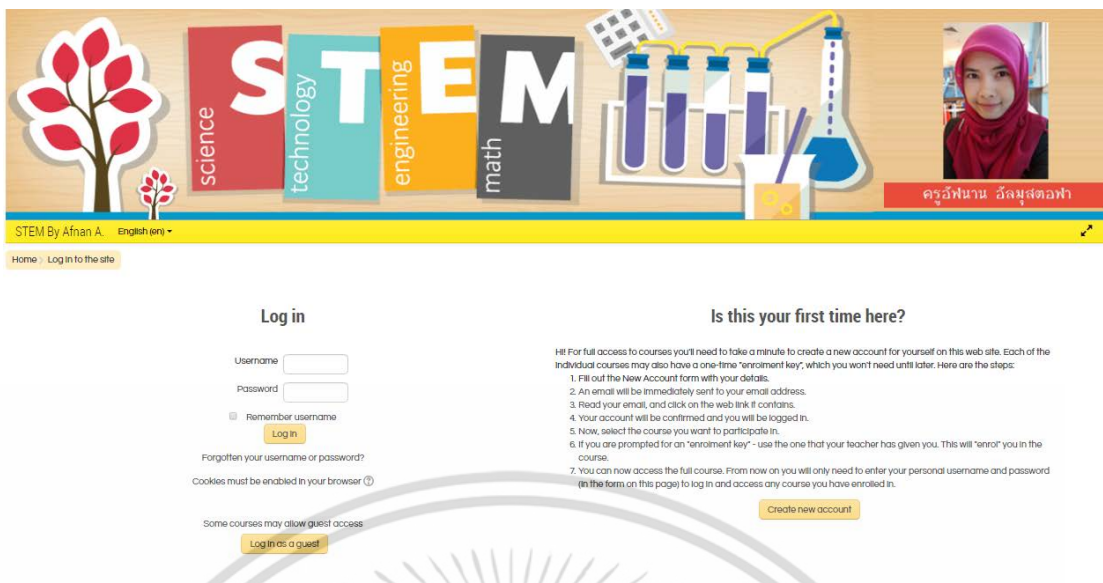 S T E M
science
technology
engineering
math
ครูอัฟนาน อัลมุสตอฟา
STEM By Afnan A. English (en)
Home Log in to the site
Log in
Username
Password
Remember username
Log in
Forgotten your username or password?
Cookies must be enabled in your browser
Some courses may allow guest access
Log in as a guest
Is this your first time here?
Hi! For full access to courses you'll need to take a minute to create a new account for yourself on this web site. Each of the
individual courses may also have a one-time "enrolment key", which you won't need until later. Here are the steps:
1. Fill out the New Account form with your details.
2. An email will be immediately sent to your email address.
3. Read your email, and click on the web link it contains.
4. Your account will be confirmed and you will be logged in.
5. Now, select the course you want to participate in.
6. If you are prompted for an "enrolment key" - use the one that your teacher has given you. This will "enrol" you in the
course.
7. You can now access the full course. From now on you will only need to enter your personal username and password
(in the form on this page) to log in and access any course you have enrolled in.
Create new account